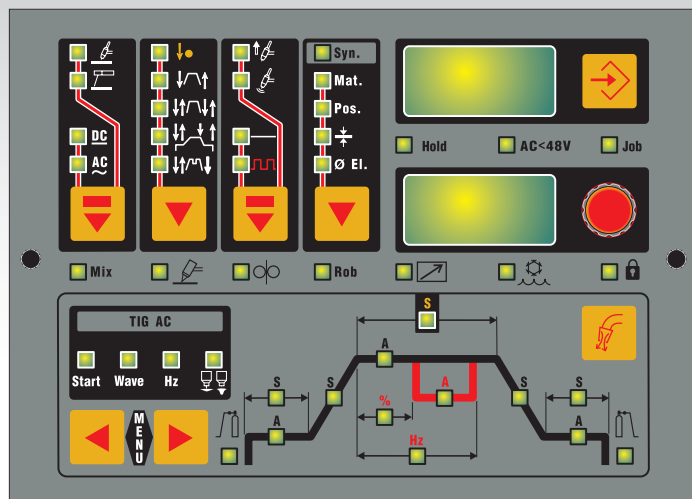 Syn.
Mat.
Pos.
DC
AC
Ø El.
Hold
AC<48V
Job
Mix
Rob
TIG AC
Start
Wave
Hz
MENU
S
A
S
S
A
%
A
Hz
S
S
A